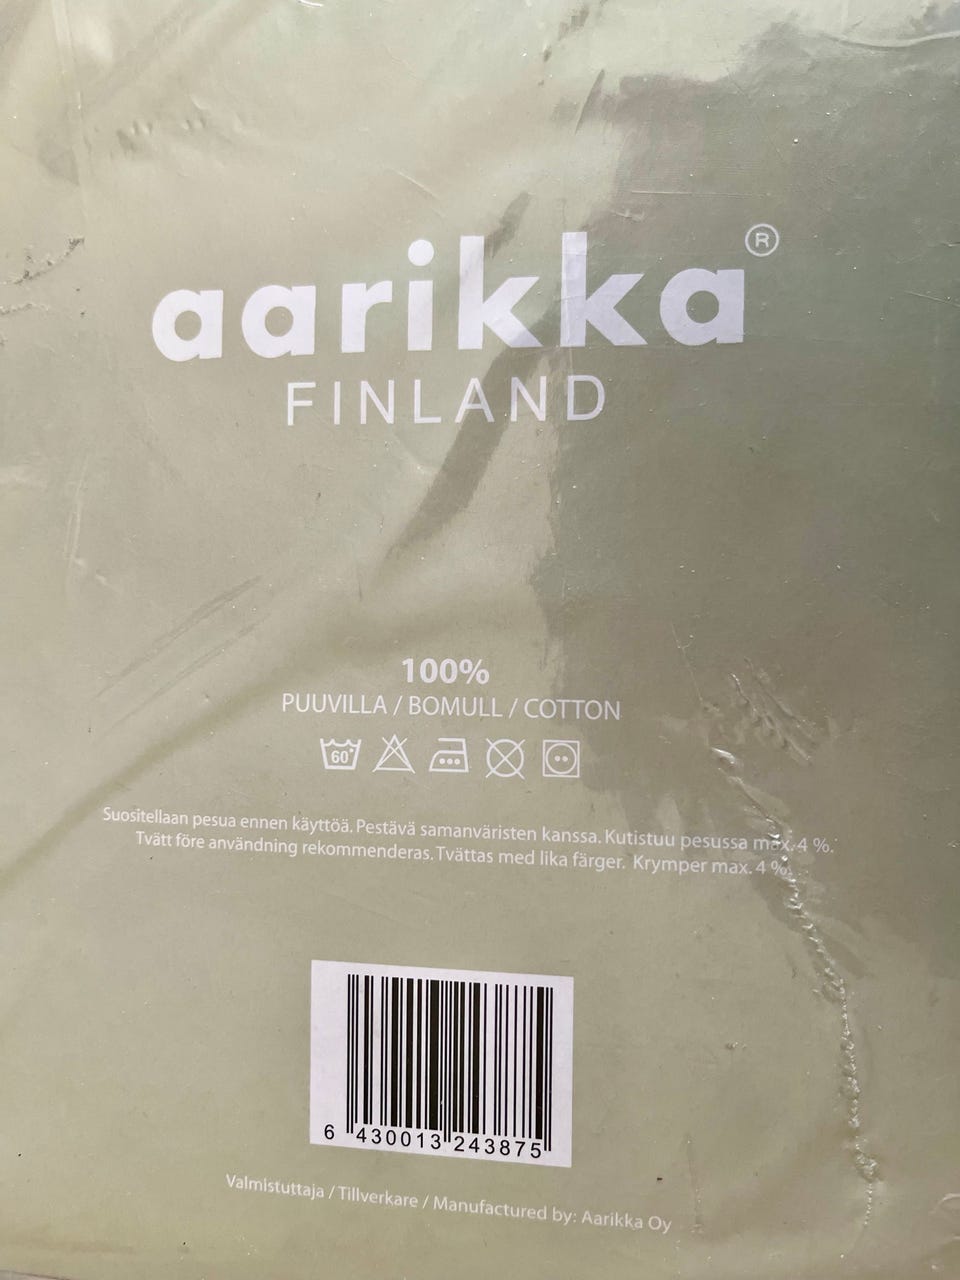 aarikka®
FINLAND
100%
PUUVILLA / BOMULL / COTTON
60°
Suositellaan pesua ennen käyttöä. Pestävä samanväristen kanssa. Kutistuu pesussa max. 4 %.
Tvätt före användning rekommenderas. Tvättas med lika färger. Krymper max. 4 %.
6 430013 243875
Valmistuttaja / Tillverkare / Manufactured by: Aarikka Oy